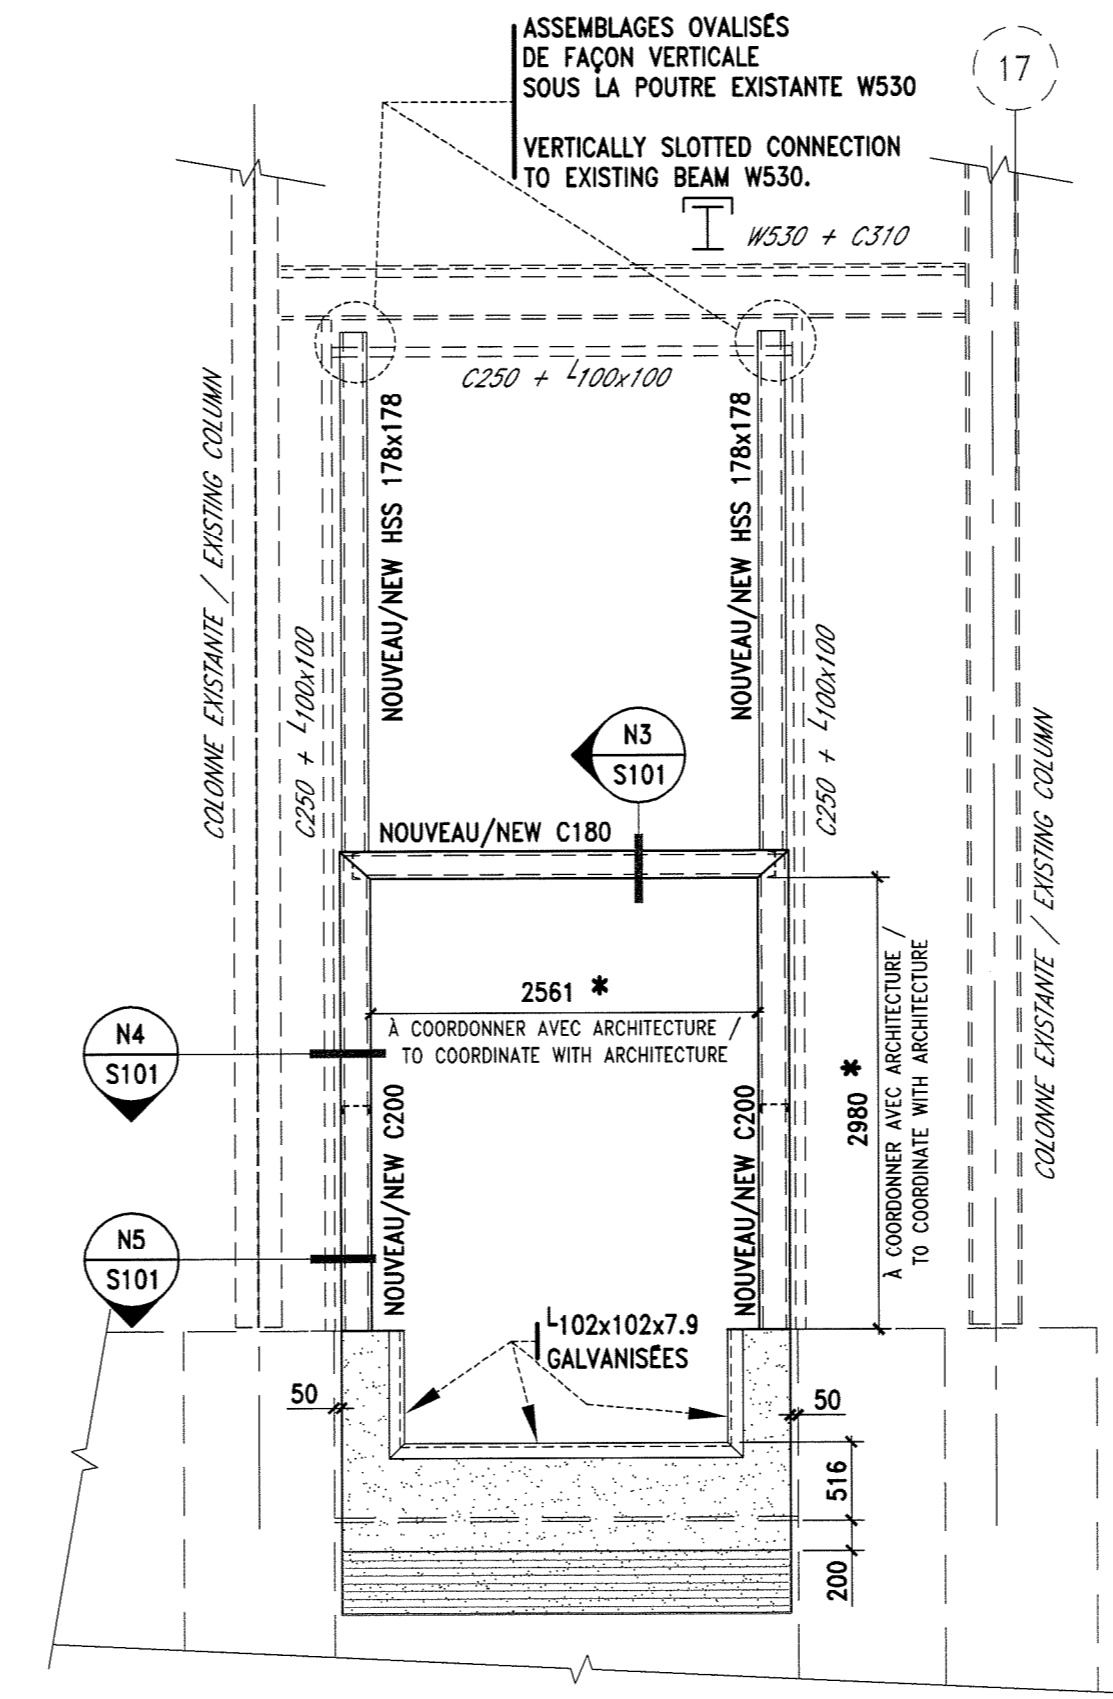 ASSEMBLAGES OVALISÉS
DE FAÇON VERTICALE
SOUS LA POUTRE EXISTANTE W530
VERTICALLY SLOTTED CONNECTION
TO EXISTING BEAM W530.
17
W530 + C310
C250 + L100x100
COLONNE EXISTANTE / EXISTING COLUMN
NOUVEAU/NEW HSS 178x178
NOUVEAU/NEW HSS 178x178
C250 + L100x100
C250 + L100x100
N3
S101
NOUVEAU/NEW C180
COLONNE EXISTANTE / EXISTING COLUMN
2561 *
À COORDONNER AVEC ARCHITECTURE /
TO COORDINATE WITH ARCHITECTURE
2980 *
À COORDONNER AVEC ARCHITECTURE /
TO COORDINATE WITH ARCHITECTURE
N4
S101
NOUVEAU/NEW C200
NOUVEAU/NEW C200
N5
S101
L102x102x7.9
GALVANISÉES
50
50
516
200